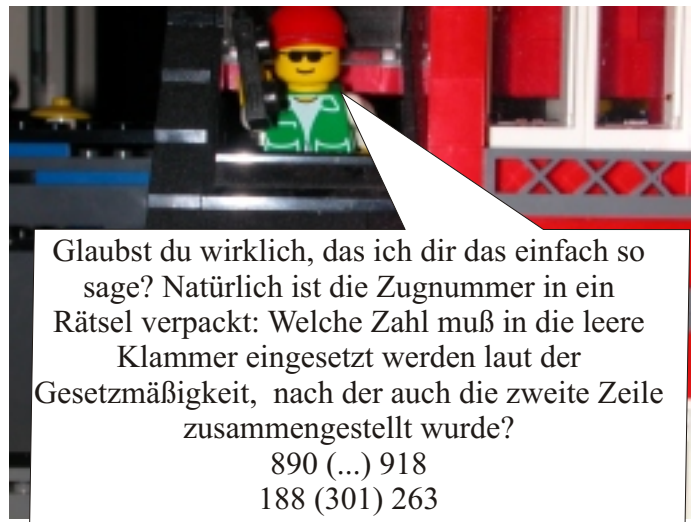 Glaubst du wirklich, das ich dir das einfach so
sage? Natürlich ist die Zugnummer in ein
Rätsel verpackt: Welche Zahl muß in die leere
Klammer eingesetzt werden laut der
Gesetzmäßigkeit, nach der auch die zweite Zeile
zusammengestellt wurde?
890 (...) 918
188 (301) 263